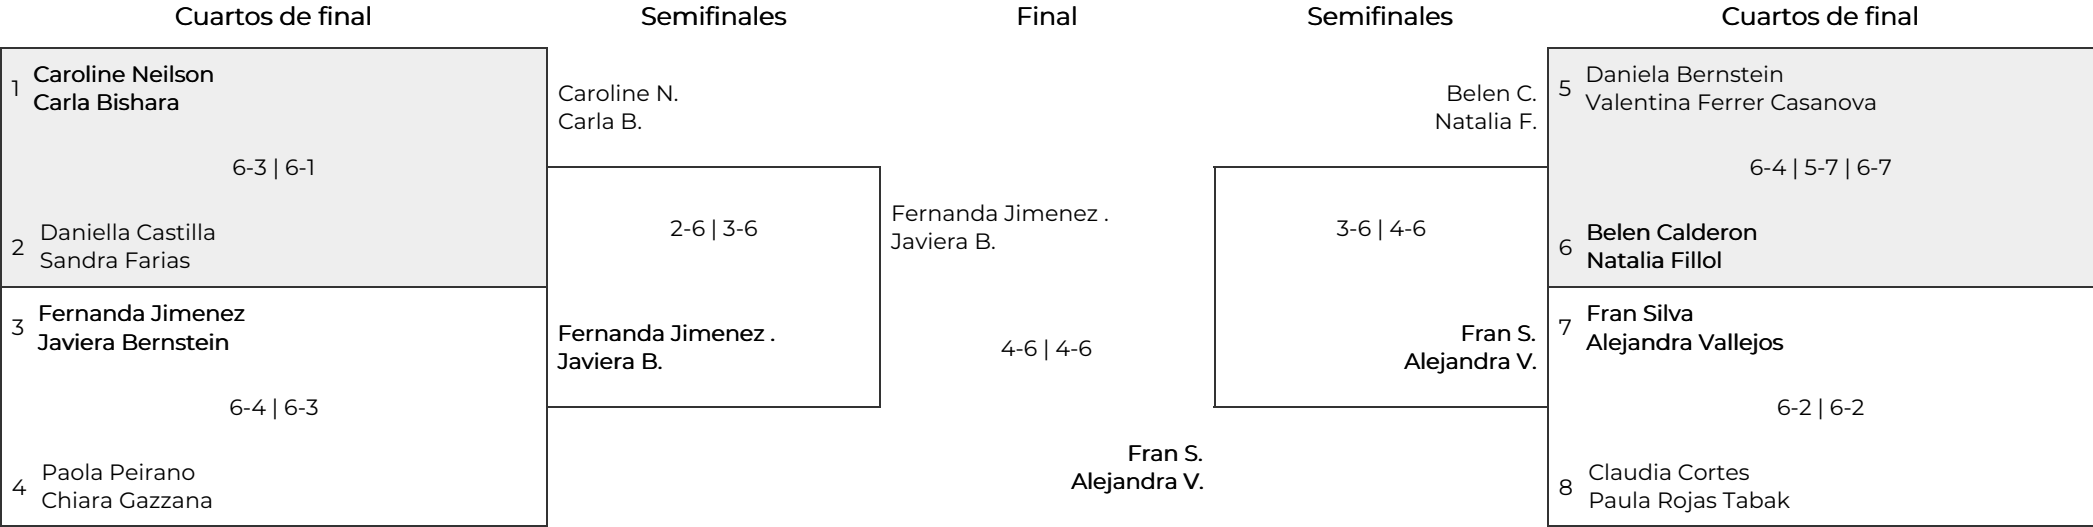 Cuartos de final
Semifinales
Final
Semifinales
Cuartos de final
1
Caroline Neilson
Carla Bishara
6-3 | 6-1
2
Daniella Castilla
Sandra Farias
3
Fernanda Jimenez
Javiera Bernstein
6-4 | 6-3
4
Paola Peirano
Chiara Gazzana
Caroline N.
Carla B.
2-6 | 3-6
Fernanda Jimenez .
Javiera B.
Fernanda Jimenez .
Javiera B.
4-6 | 4-6
Fran S.
Alejandra V.
Belen C.
Natalia F.
3-6 | 4-6
Fran S.
Alejandra V.
5
Daniela Bernstein
Valentina Ferrer Casanova
6-4 | 5-7 | 6-7
6
Belen Calderon
Natalia Fillol
7
Fran Silva
Alejandra Vallejos
6-2 | 6-2
8
Claudia Cortes
Paula Rojas Tabak